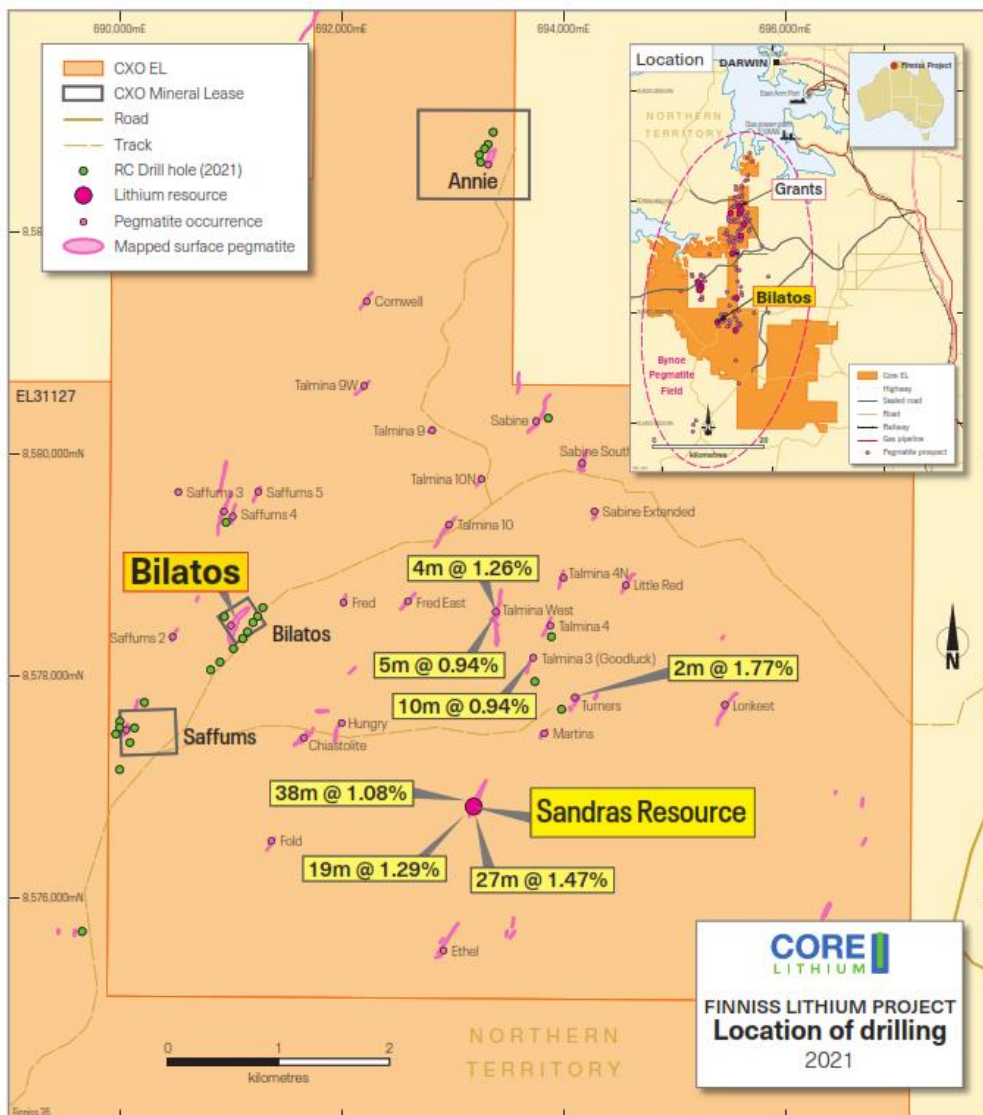 690,000mE
692,000mE
694,000mE
696,000mE
CXO EL
CXO Mineral Lease
Road
Track
RC Drill hole (2021)
Lithium resource
Pegmatite occurrence
Mapped surface pegmatite
Location
DARWIN
Finniss Project
East Arm Port
NORTHERN
TERRITORY
Grants
Bilatos
Bynoe
Pegmatite
Field
0
20
kilometres
Core EL
Highway
Sealed road
Road
Railway
Gas pipeline
Pegmatite prospect
Annie
Cornwell
Talmina 9W
EL31127
Talmina 9
Sabine
8,580,000mN
Sabine South
Talmina 10N
Saffums 3
Saffums 5
Saffums 4
Talmina 10
Sabine Extended
Bilatos
4m @ 1.26%
Talmina 4N
Little Red
Fred
Fred East
Talmina West
Bilatos
Saffums 2
Talmina 4
5m @ 0.94%
Talmina 3 (Goodluck)
2m @ 1.77%
8,578,000mN
10m @ 0.94%
Turners
Lorikeet
Saffums
Hungry
Chiastolite
Martins
38m @ 1.08%
Sandras Resource
Fold
19m @ 1.29%
27m @ 1.47%
8,576,000mN
Ethel
CORE
LITHIUM
FINNISS LITHIUM PROJECT
Location of drilling
2021
NORTHERN
TERRITORY
0
1
2
kilometres
N